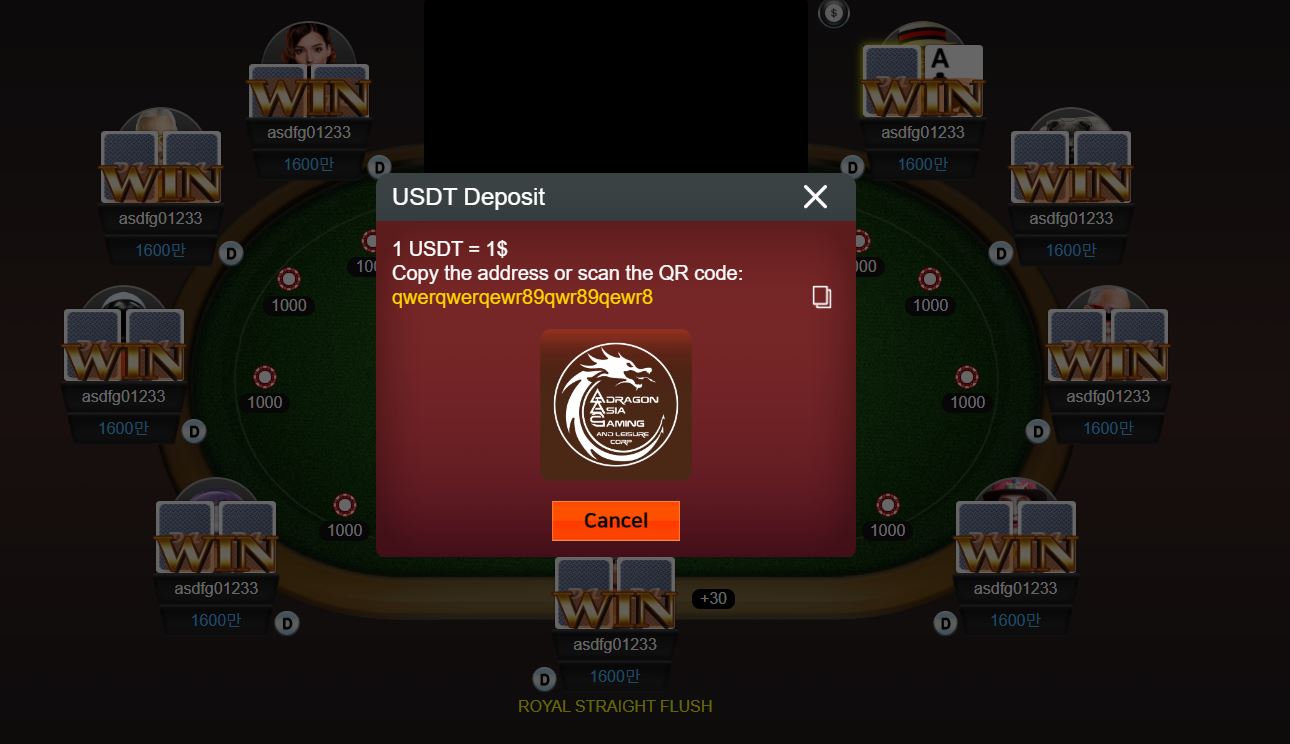 $
A
WIN
WIN
asdfg01233
asdfg01233
1600만
D
D
1600만
WIN
WIN
asdfg01233
asdfg01233
1600만
D
D
1600만
USDT Deposit
1 USDT = 1$
Copy the address or scan the QR code:
qwerqwerqewr89qwr89qewr8
1000
1000
WIN
WIN
asdfg01233
1000
1000
asdfg01233
1600만
D
D
1600만
DRAGON
ASIA
GAMING
AND LEISURE
CORP
Cancel
1000
1000
WIN
WIN
asdfg01233
asdfg01233
1600만
D
D
1600만
WIN
+30
asdfg01233
D
1600만
ROYAL STRAIGHT FLUSH